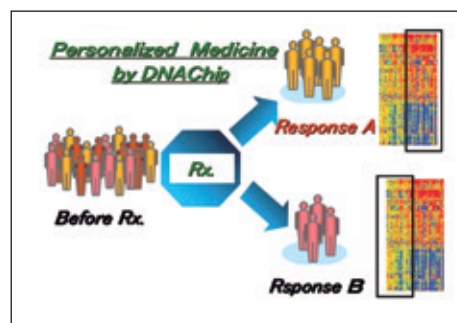 Personalized Medicine
by DNAChip
Response A
Rx.
Before Rx.
Rsponse B